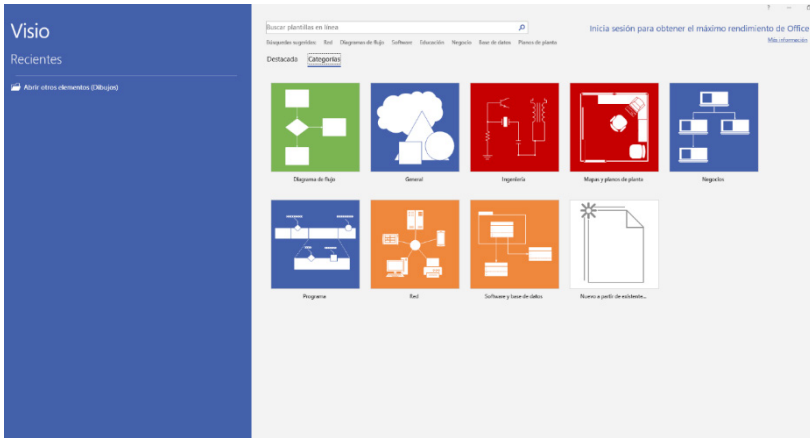 Visio
Recientes
Abrir otros elementos (Dibujos)
Buscar plantillas en línea
Búsquedas sugeridas: Red Diagramas de flujo Software Educación Negocio Base de datos Planos de planta
Inicia sesión para obtener el máximo rendimiento de Office
Más información
Destacada Categorías
Diagrama de flujo General Ingeniería Mapas y planos de planta Negocios
Programa Red Software y base de datos Nuevo a partir de existente...